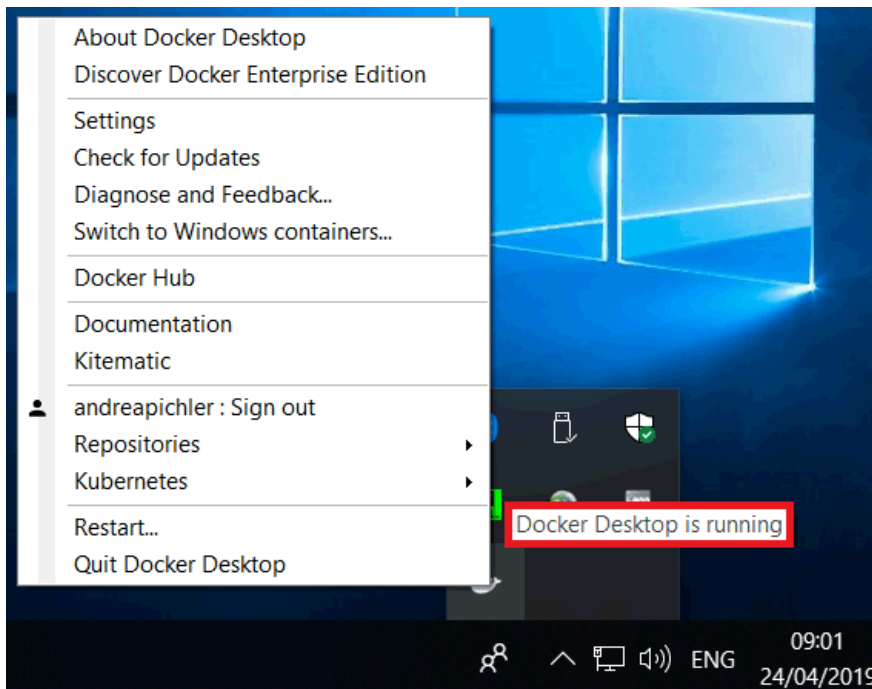 About Docker Desktop
Discover Docker Enterprise Edition
Settings
Check for Updates
Diagnose and Feedback...
Switch to Windows containers...
Docker Hub
Documentation
Kitematic
andreapichler : Sign out
Repositories
Kubernetes
Restart...
Quit Docker Desktop
Docker Desktop is running
ENG
09:01
24/04/2019